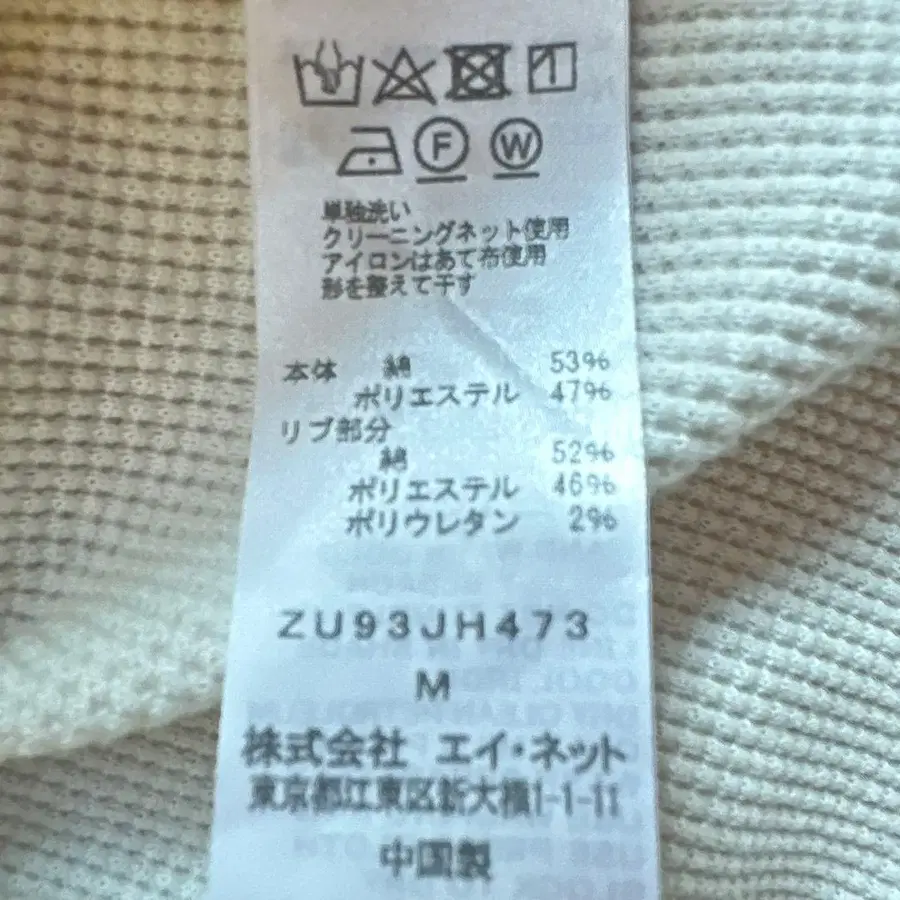 F W
単独洗い
クリーニングネット使用
アイロンはあて布使用
形を整えて干す
本体 綿 53%
ポリエステル 47%
リブ部分
綿 52%
ポリエステル 46%
ポリウレタン 2%
ZU93JH473
M
株式会社 エイ・ネット
東京都江東区新大橋1-1-11
中国製